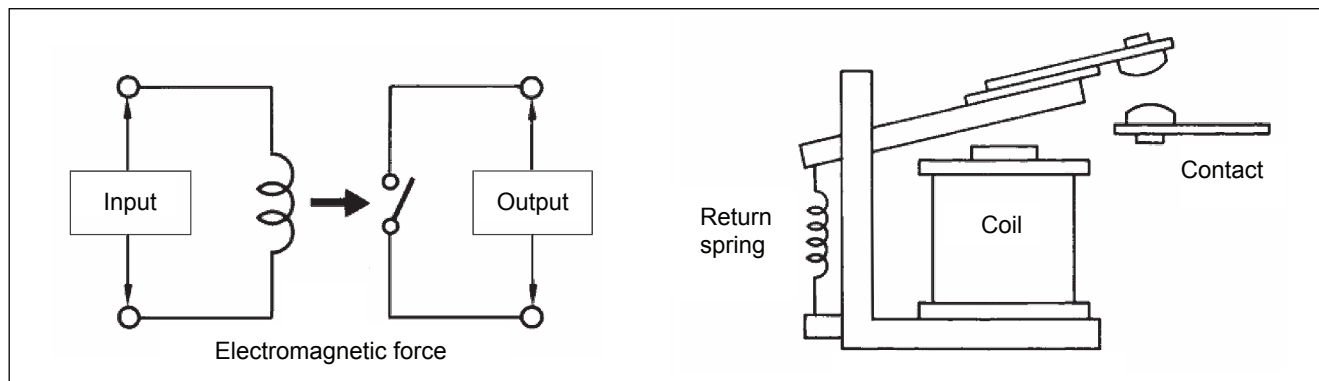 Input
Output
Electromagnetic force
Return
spring
Coil
Contact